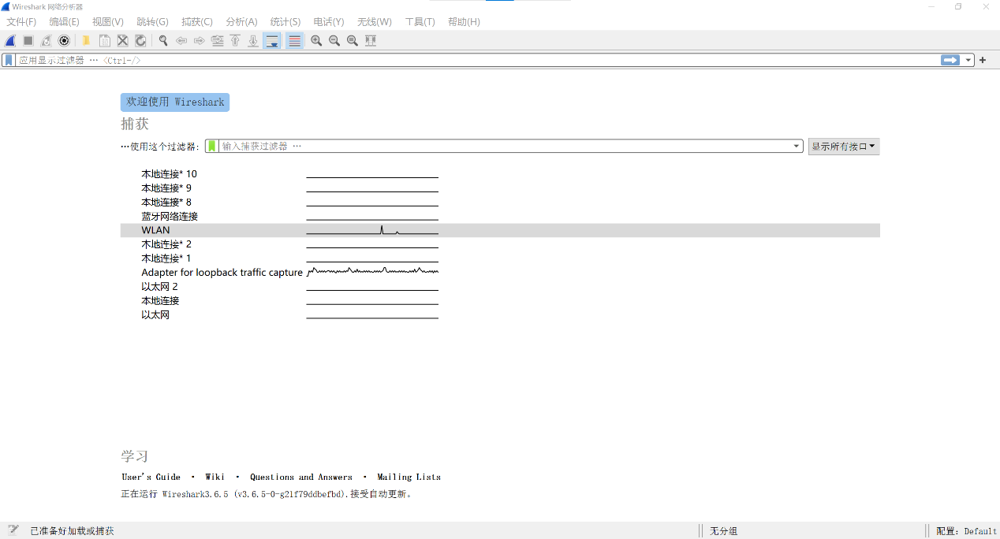 Wireshark 网络分析器
文件(F) 编辑(E) 视图(V) 跳转(G) 捕获(C) 分析(A) 统计(S) 电话(Y) 无线(W) 工具(T) 帮助(H)
应用显示过滤器 … <Ctrl-/>
欢迎使用 Wireshark
捕获
…使用这个过滤器: 输入捕获过滤器 … 显示所有接口
本地连接* 10
本地连接* 9
本地连接* 8
蓝牙网络连接
WLAN
本地连接* 2
本地连接* 1
Adapter for loopback traffic capture
以太网 2
本地连接
以太网
学习
User's Guide · Wiki · Questions and Answers · Mailing Lists
正在运行 Wireshark3.6.5 (v3.6.5-0-g21f79ddbefbd).接受自动更新。
已准备好加载或捕获 无分组 配置: Default